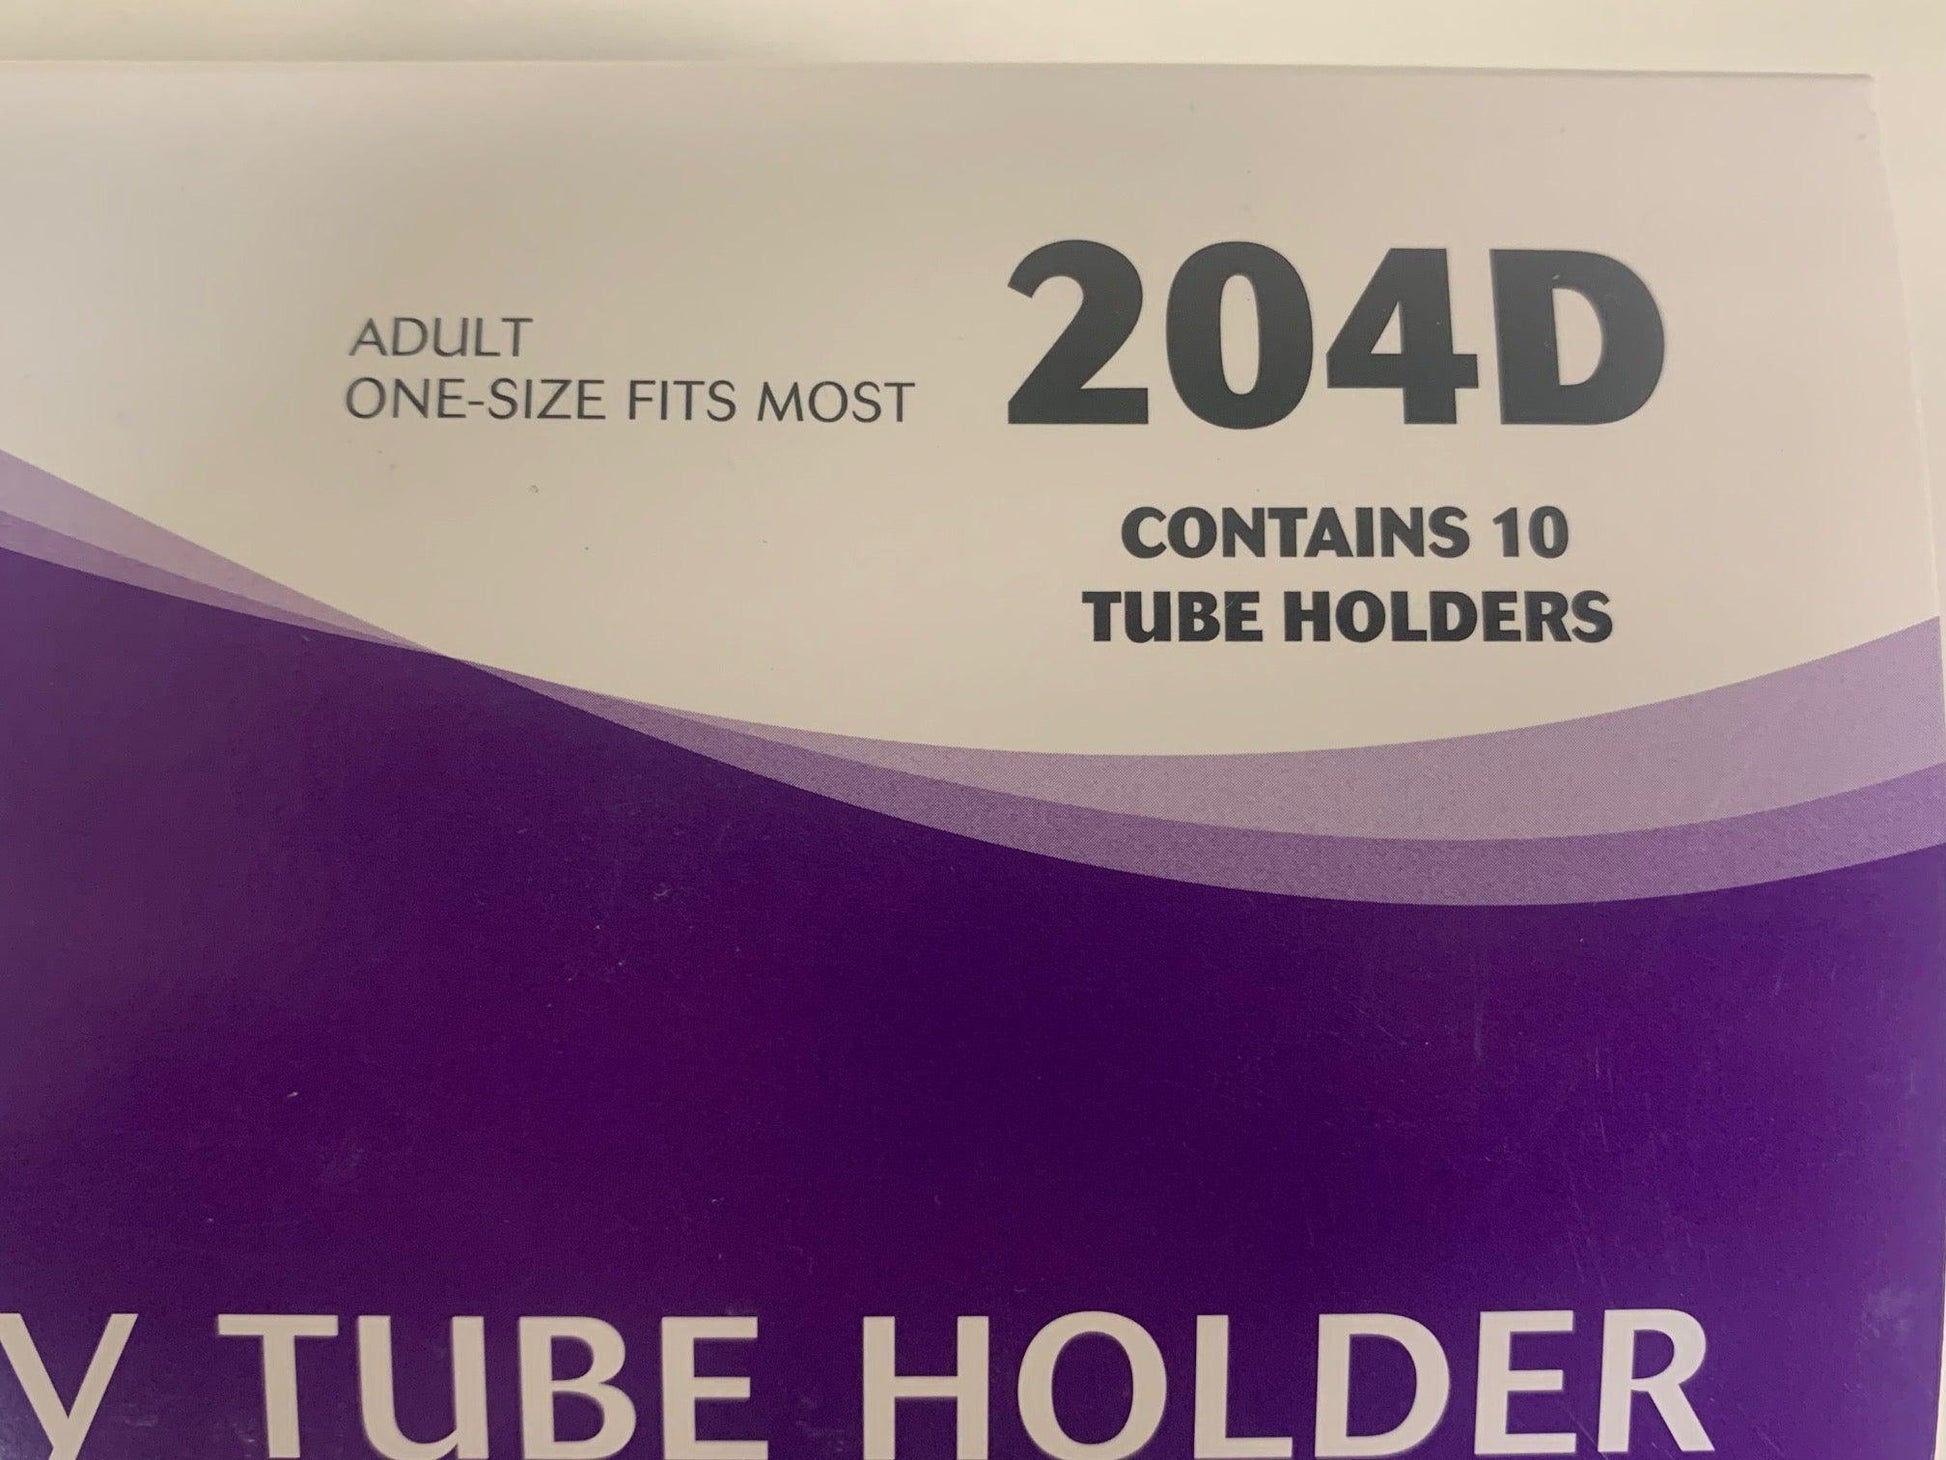 204D
ADULT
ONE-SIZE FITS MOST
CONTAINS 10
TUBE HOLDERS
y TUBE HOLDER